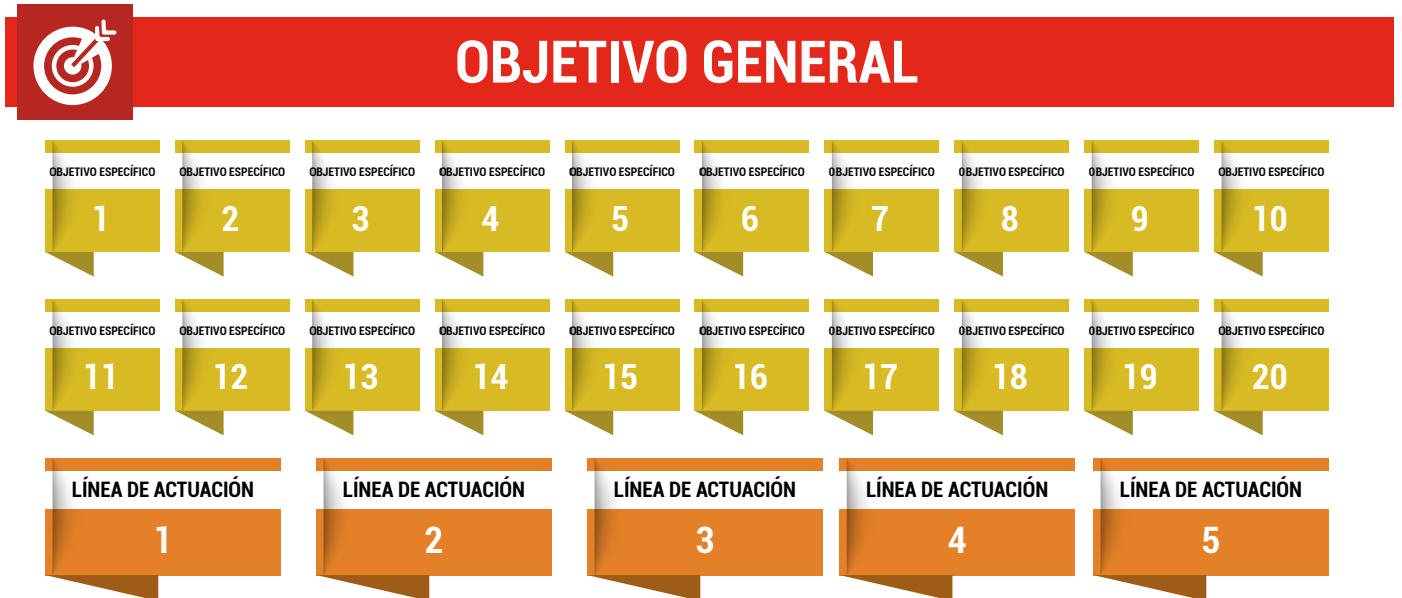 OBJETIVO GENERAL
OBJETIVO ESPECÍFICO OBJETIVO ESPECÍFICO OBJETIVO ESPECÍFICO OBJETIVO ESPECÍFICO OBJETIVO ESPECÍFICO OBJETIVO ESPECÍFICO OBJETIVO ESPECÍFICO OBJETIVO ESPECÍFICO OBJETIVO ESPECÍFICO OBJETIVO ESPECÍFICO
1 2 3 4 5 6 7 8 9 10
OBJETIVO ESPECÍFICO OBJETIVO ESPECÍFICO OBJETIVO ESPECÍFICO OBJETIVO ESPECÍFICO OBJETIVO ESPECÍFICO OBJETIVO ESPECÍFICO OBJETIVO ESPECÍFICO OBJETIVO ESPECÍFICO OBJETIVO ESPECÍFICO OBJETIVO ESPECÍFICO
11 12 13 14 15 16 17 18 19 20
LÍNEA DE ACTUACIÓN LÍNEA DE ACTUACIÓN LÍNEA DE ACTUACIÓN LÍNEA DE ACTUACIÓN LÍNEA DE ACTUACIÓN
1 2 3 4 5